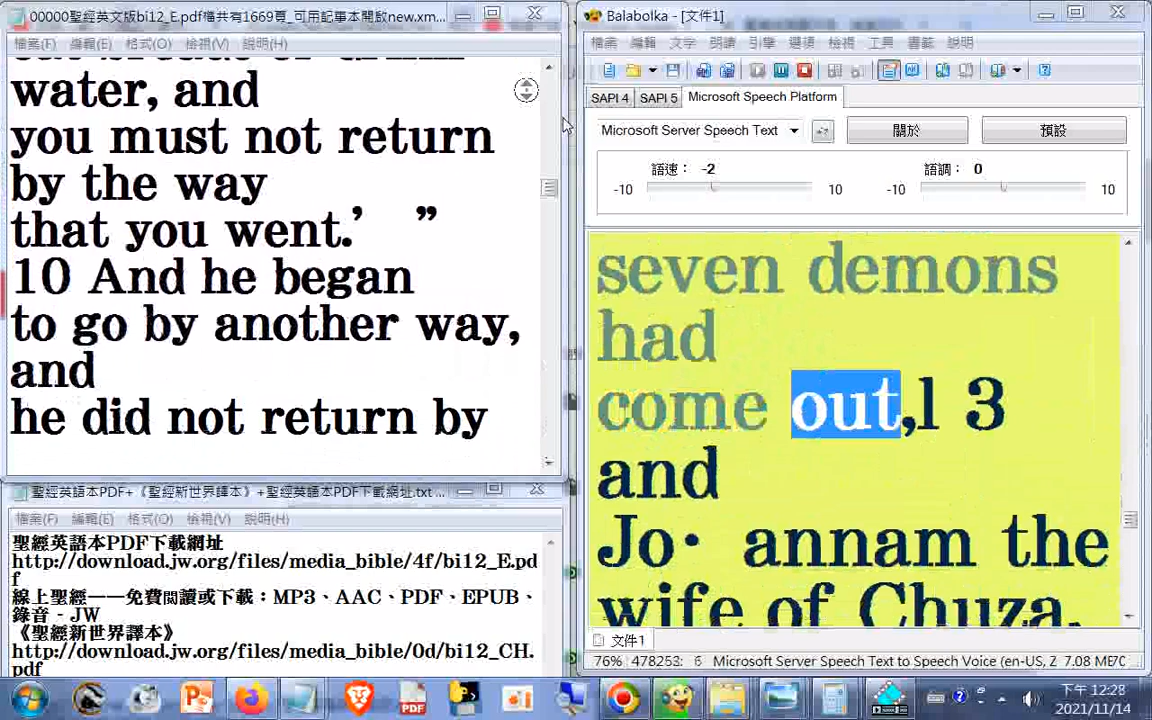 00000聖經英文版bi12_E.pdf檔共有1669頁_可用記事本開啟new.xm...
檔案(F) 編輯(E) 格式(O) 檢視(V) 說明(H)
water, and
you must not return
by the way
that you went.’ ”
10 And he began
to go by another way,
and
he did not return by
聖經英語本PDF+《聖經新世界譯本》+聖經英語本PDF下載網址.txt ...
檔案(F) 編輯(E) 格式(O) 檢視(V) 說明(H)
聖經英語本PDF下載網址
http://download.jw.org/files/media_bible/4f/bi12_E.pd
f
線上聖經——免費閱讀或下載：MP3、AAC、PDF、EPUB、
錄音 - JW
《聖經新世界譯本》
http://download.jw.org/files/media_bible/0d/bi12_CH.
pdf
Balabolka - [文件1]
檔案 編輯 文字 朗讀 引擎 選項 檢視 工具 書籤 說明
SAPI 4 SAPI 5 Microsoft Speech Platform
Microsoft Server Speech Text 關於 預設
語速： -2 語調： 0
-10 10 -10 10
seven demons
had
come out,l 3
and
Jo· annam the
wife of Chuza,
文件1
76% 478253: 6 Microsoft Server Speech Text to Speech Voice (en-US, Z 7.08 ME
PDF
下午 12:28
2021/11/14